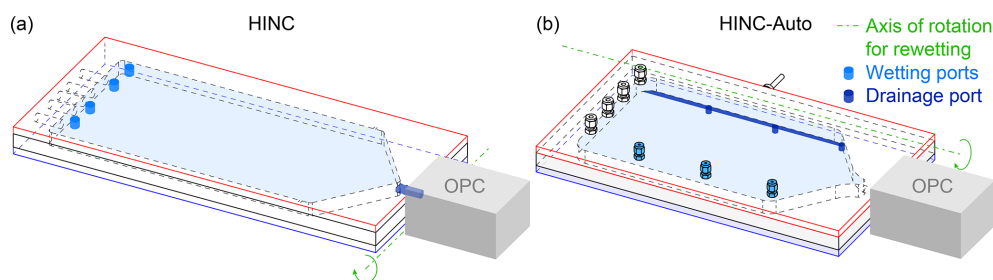 (a)
HINC
OPC
(b)
HINC-Auto
Axis of rotation
for rewetting
Wetting ports
Drainage port
OPC